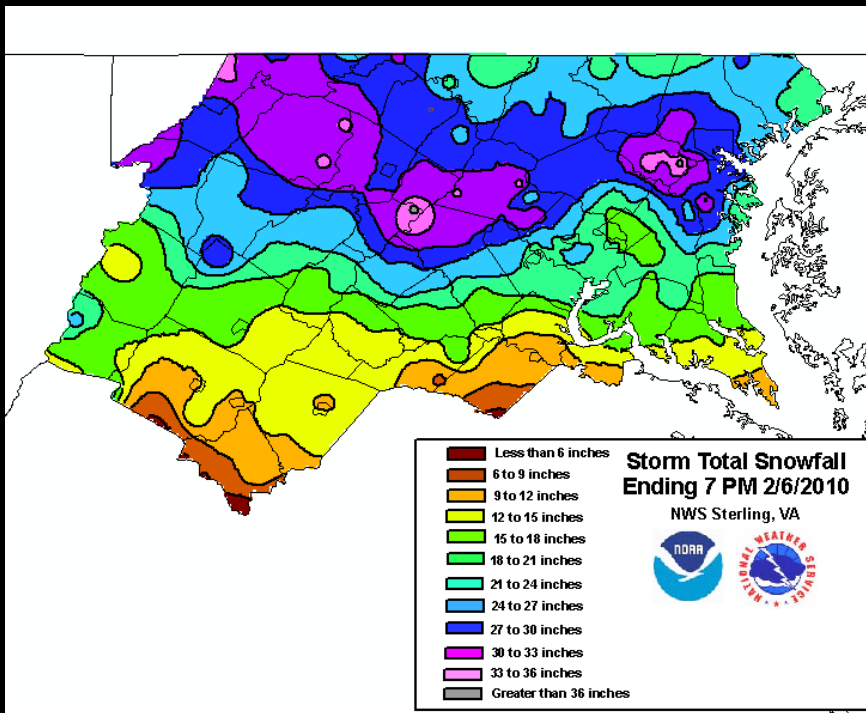 Storm Total Snowfall
Ending 7 PM 2/6/2010
NWS Sterling, VA
NOAA
NATIONAL WEATHER SERVICE
Less than 6 inches
6 to 9 inches
9 to 12 inches
12 to 15 inches
15 to 18 inches
18 to 21 inches
21 to 24 inches
24 to 27 inches
27 to 30 inches
30 to 33 inches
33 to 36 inches
Greater than 36 inches